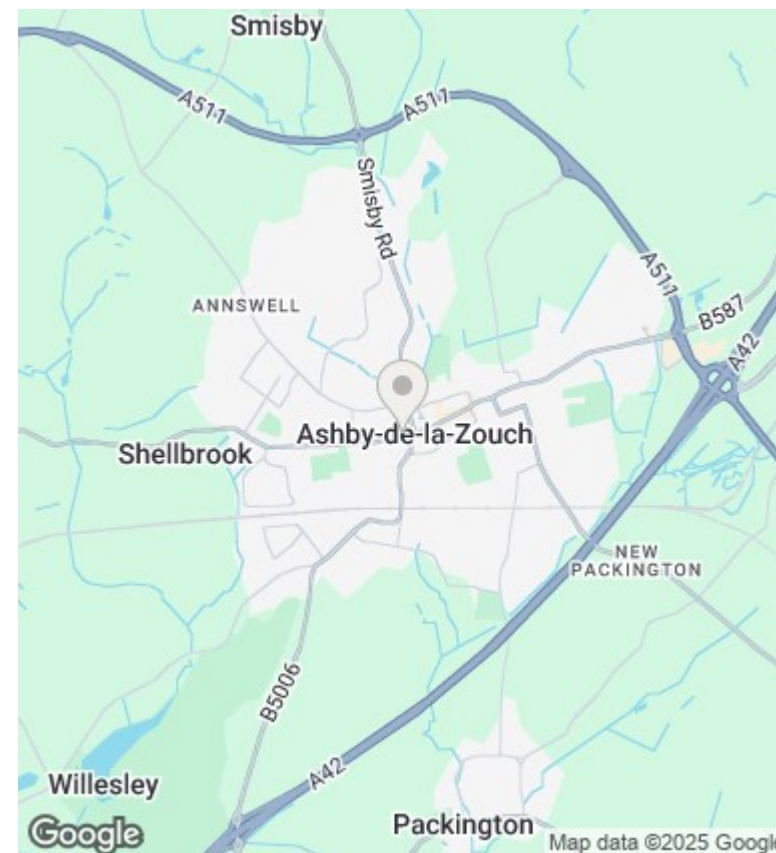 Smisby
A511
A511
Smisby Rd
A511
ANNSWELL
B587
A42
Ashby-de-la-Zouch
Shellbrook
NEW
PACKINGTON
B5006
A42
Willesley
Packington
Google
Map data ©2025 Google